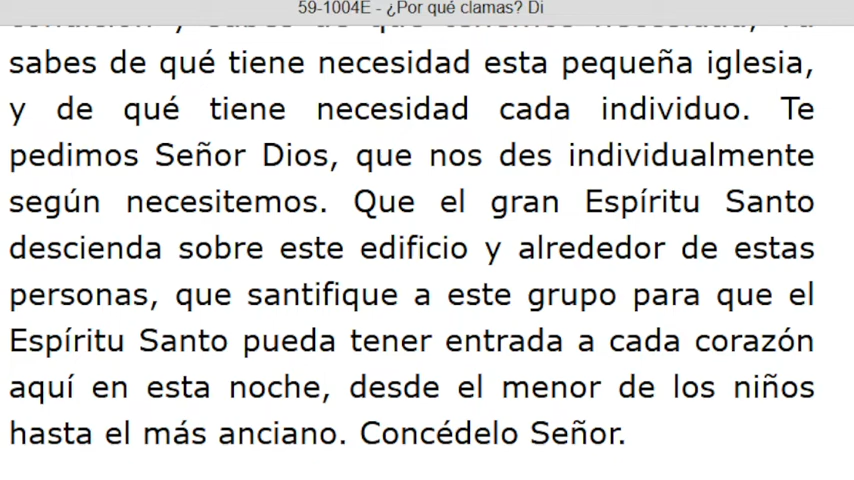 59-1004E - ¿Por qué clamas? Di
sabes de qué tiene necesidad esta pequeña iglesia,
y de qué tiene necesidad cada individuo. Te
pedimos Señor Dios, que nos des individualmente
según necesitemos. Que el gran Espíritu Santo
descienda sobre este edificio y alrededor de estas
personas, que santifique a este grupo para que el
Espíritu Santo pueda tener entrada a cada corazón
aquí en esta noche, desde el menor de los niños
hasta el más anciano. Concédelo Señor.